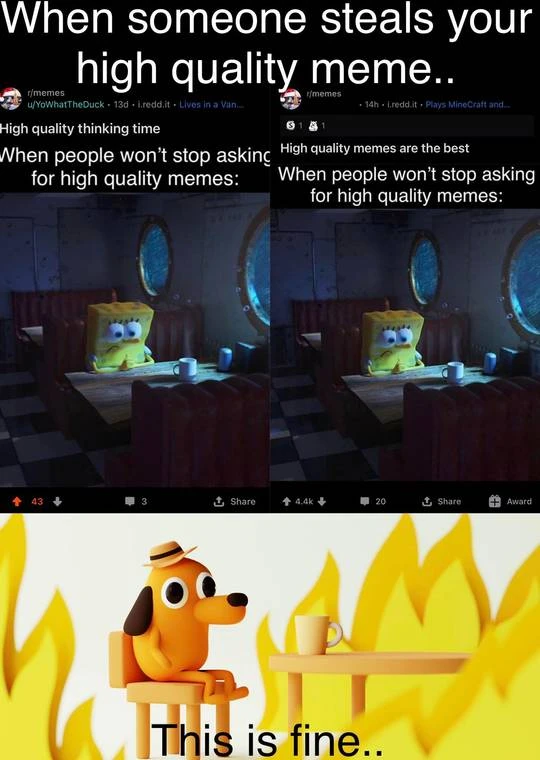 When someone steals your
high quality meme..
r/memes
u/YoWhatTheDuck • 13d • i.redd.it • Lives in a Van...
High quality thinking time
When people won't stop asking
for high quality memes:
43
3
Share
r/memes
• 14h • i.redd.it • Plays MineCraft and...
S 1 1
High quality memes are the best
When people won't stop asking
for high quality memes:
4.4k
20
Share
Award
This is fine..